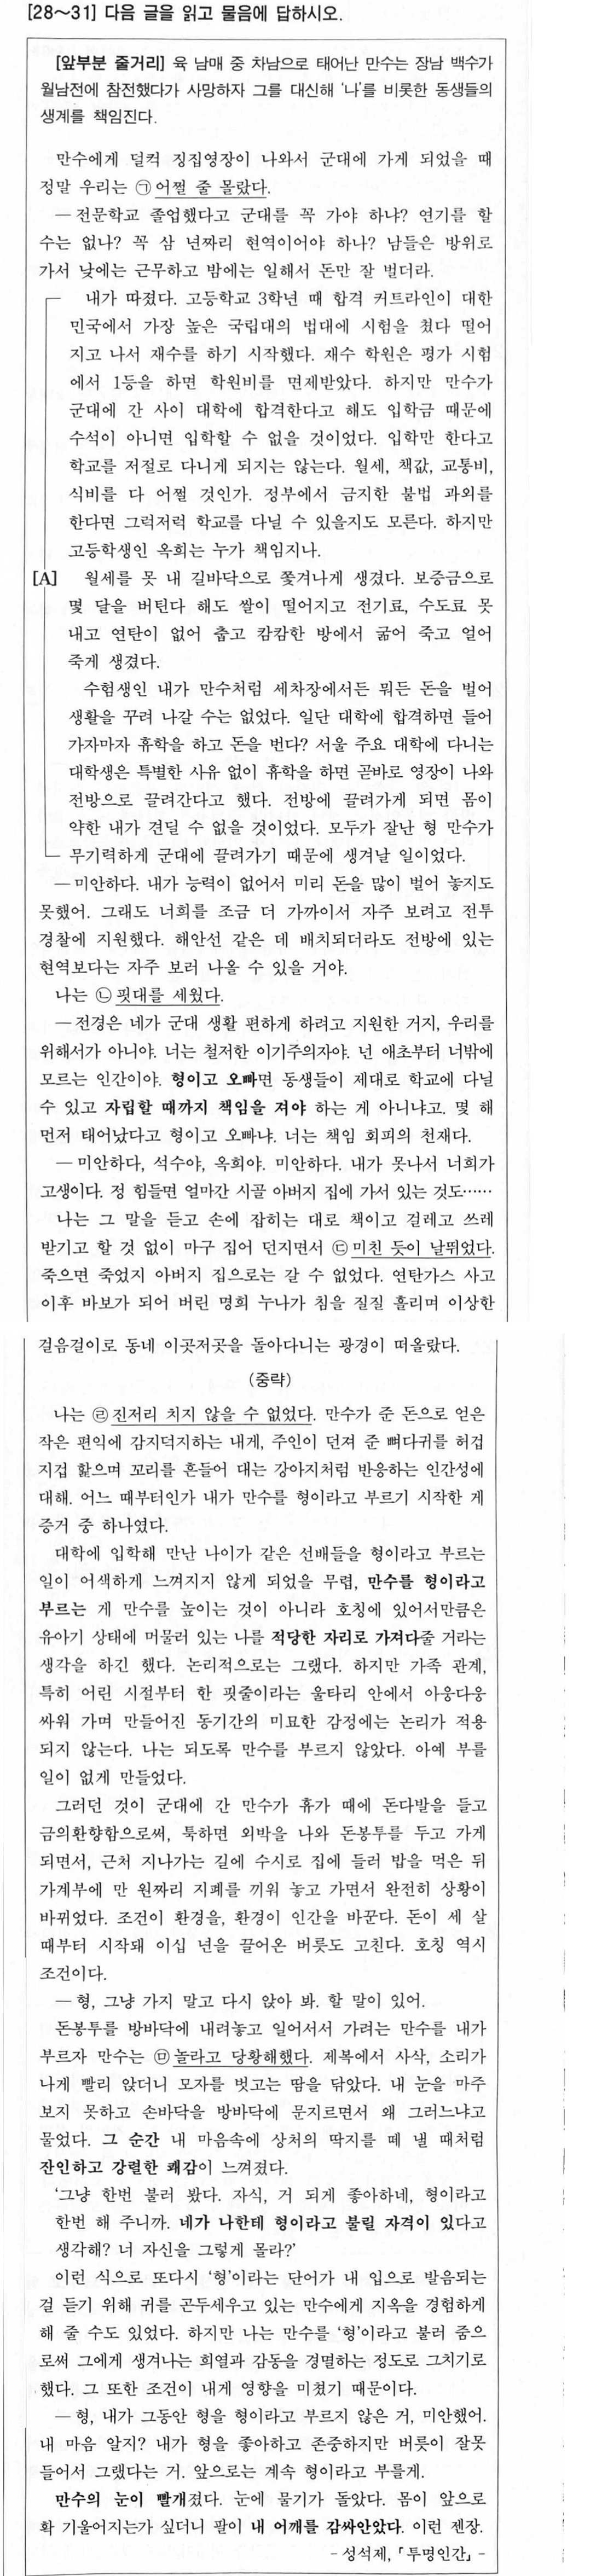 [28~31] 다음 글을 읽고 물음에 답하시오.
[앞부분 줄거리] 육 남매 중 차남으로 태어난 만수는 장남 백수가
월남전에 참전했다가 사망하자 그를 대신해 '나'를 비롯한 동생들의
생계를 책임진다.
만수에게 덜컥 징집영장이 나와서 군대에 가게 되었을 때
정말 우리는 ㉠ 어쩔 줄 몰랐다.
─ 전문학교 졸업했다고 군대를 꼭 가야 하나? 연기를 할
수는 없나? 꼭 삼 년짜리 현역이어야 하나? 남들은 방위로
가서 낮에는 근무하고 밤에는 일해서 돈만 잘 벌더라.
내가 따졌다. 고등학교 3학년 때 합격 커트라인이 대한
민국에서 가장 높은 국립대의 법대에 시험을 쳤다 떨어
지고 나서 재수를 하기 시작했다. 재수 학원은 평가 시험
에서 1등을 하면 학원비를 면제받았다. 하지만 만수가
군대에 간 사이 대학에 합격한다고 해도 입학금 때문에
수석이 아니면 입학할 수 없을 것이었다. 입학만 한다고
학교를 저절로 다니게 되지는 않는다. 월세, 책값, 교통비,
식비를 다 어쩔 것인가. 정부에서 금지한 불법 과외를
한다면 그럭저럭 학교를 다닐 수 있을지도 모른다. 하지만
고등학생인 옥희는 누가 책임지나.
[A] 월세를 못 내 길바닥으로 쫓겨나게 생겼다. 보증금으로
몇 달을 버틴다 해도 쌀이 떨어지고 전기료, 수도료 못
내고 연탄이 없어 춥고 캄캄한 방에서 굶어 죽고 얼어
죽게 생겼다.
수험생인 내가 만수처럼 세차장에서든 뭐든 돈을 벌어
생활을 꾸려 나갈 수는 없었다. 일단 대학에 합격하면 들어
가자마자 휴학을 하고 돈을 번다? 서울 주요 대학에 다니는
대학생은 특별한 사유 없이 휴학을 하면 곧바로 영장이 나와
전방으로 끌려간다고 했다. 전방에 끌려가게 되면 몸이
약한 내가 견딜 수 없을 것이었다. 모두가 잘난 형 만수가
무기력하게 군대에 끌려가기 때문에 생겨날 일이었다.
─ 미안하다. 내가 능력이 없어서 미리 돈을 많이 벌어 놓지도
못했어. 그래도 너희를 조금 더 가까이서 자주 보려고 전투
경찰에 지원했다. 해안선 같은 데 배치되더라도 전방에 있는
현역보다는 자주 보러 나올 수 있을 거야.
나는 ㉡ 핏대를 세웠다.
─ 전경은 네가 군대 생활 편하게 하려고 지원한 거지, 우리를
위해서가 아니야. 너는 철저한 이기주의자야. 넌 애초부터 너밖에
모르는 인간이야. 형이고 오빠면 동생들이 제대로 학교에 다닐
수 있고 자립할 때까지 책임을 져야 하는 게 아니냐고. 몇 해
먼저 태어났다고 형이고 오빠냐. 너는 책임 회피의 천재다.
─ 미안하다, 석수야, 옥희야. 미안하다. 내가 못나서 너희가
고생이다. 정 힘들면 얼마간 시골 아버지 집에 가서 있는 것도……
나는 그 말을 듣고 손에 잡히는 대로 책이고 걸레고 쓰레
받기고 할 것 없이 마구 집어 던지면서 ㉢ 미친 듯이 날뛰었다.
죽으면 죽었지 아버지 집으로는 갈 수 없었다. 연탄가스 사고
이후 바보가 되어 버린 명희 누나가 침을 질질 흘리며 이상한
걸음걸이로 동네 이곳저곳을 돌아다니는 광경이 떠올랐다.
(중략)
나는 ㉣ 진저리 치지 않을 수 없었다. 만수가 준 돈으로 얻은
작은 편익에 감지덕지하는 내게, 주인이 던져 준 뼈다귀를 허겁
지겁 핥으며 꼬리를 흔들어 대는 강아지처럼 반응하는 인간성에
대해. 어느 때부터인가 내가 만수를 형이라고 부르기 시작한 게
증거 중 하나였다.
대학에 입학해 만난 나이가 같은 선배들을 형이라고 부르는
일이 어색하게 느껴지지 않게 되었을 무렵, 만수를 형이라고
부르는 게 만수를 높이는 것이 아니라 호칭에 있어서만큼은
유아기 상태에 머물러 있는 나를 적당한 자리로 가져다줄 거라는
생각을 하긴 했다. 논리적으로는 그랬다. 하지만 가족 관계,
특히 어린 시절부터 한 핏줄이라는 울타리 안에서 아웅다웅
싸워 가며 만들어진 동기간의 미묘한 감정에는 논리가 적용
되지 않는다. 나는 되도록 만수를 부르지 않았다. 아예 부를
일이 없게 만들었다.
그러던 것이 군대에 간 만수가 휴가 때에 돈다발을 들고
금의환향함으로써, 툭하면 외박을 나와 돈봉투를 두고 가게
되면서, 근처 지나가는 길에 수시로 집에 들러 밥을 먹은 뒤
가계부에 만 원짜리 지폐를 끼워 놓고 가면서 완전히 상황이
바뀌었다. 조건이 환경을, 환경이 인간을 바꾼다. 돈이 세 살
때부터 시작돼 이십 년을 끌어온 버릇도 고친다. 호칭 역시
조건이다.
─ 형, 그냥 가지 말고 다시 앉아 봐. 할 말이 있어.
돈봉투를 방바닥에 내려놓고 일어서서 가려는 만수를 내가
부르자 만수는 ㉤ 놀라고 당황해했다. 제복에서 사삭, 소리가
나게 빨리 앉더니 모자를 벗고는 땀을 닦았다. 내 눈을 마주
보지 못하고 손바닥을 방바닥에 문지르면서 왜 그러느냐고
물었다. 그 순간 내 마음속에 상처의 딱지를 떼 낼 때처럼
잔인하고 강렬한 쾌감이 느껴졌다.
'그냥 한번 불러 봤다. 자식, 거 되게 좋아하네, 형이라고
한번 해 주니까. 네가 나한테 형이라고 불릴 자격이 있다고
생각해? 너 자신을 그렇게 몰라?'
이런 식으로 또다시 '형'이라는 단어가 내 입으로 발음되는
걸 듣기 위해 귀를 곤두세우고 있는 만수에게 지옥을 경험하게
해 줄 수도 있었다. 하지만 나는 만수를 '형'이라고 불러 줌으
로써 그에게 생겨나는 희열과 감동을 경멸하는 정도로 그치기로
했다. 그 또한 조건이 내게 영향을 미쳤기 때문이다.
─ 형, 내가 그동안 형을 형이라고 부르지 않은 거, 미안했어.
내 마음 알지? 내가 형을 좋아하고 존중하지만 버릇이 잘못
들어서 그랬다는 거. 앞으로는 계속 형이라고 부를게.
만수의 눈이 빨개졌다. 눈에 물기가 돌았다. 몸이 앞으로
확 기울어지는가 싶더니 팔이 내 어깨를 감싸안았다. 이런 젠장.
- 성석제, 「투명인간」 -